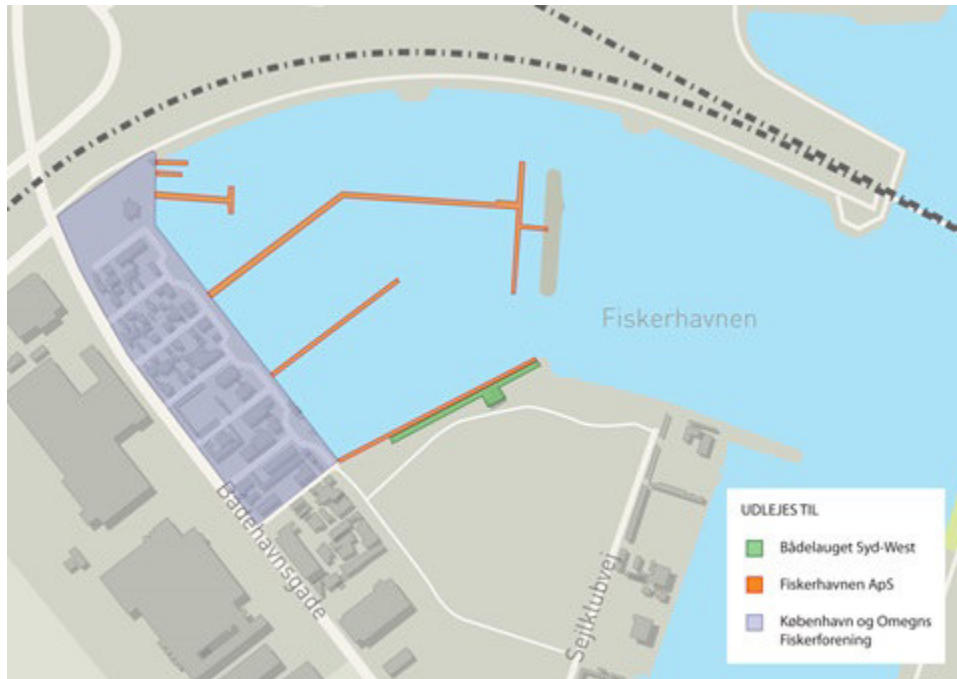 Fiskerhavnen
Bådehavnsgade
Sejlklubvej
UDLEJES TIL
Bådelauget Syd-West
Fiskerhavnen ApS
København og Omegns
Fiskerforening